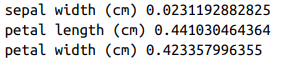 sepal width (cm) 0.0231192882825
petal length (cm) 0.441030464364
petal width (cm) 0.423357996355